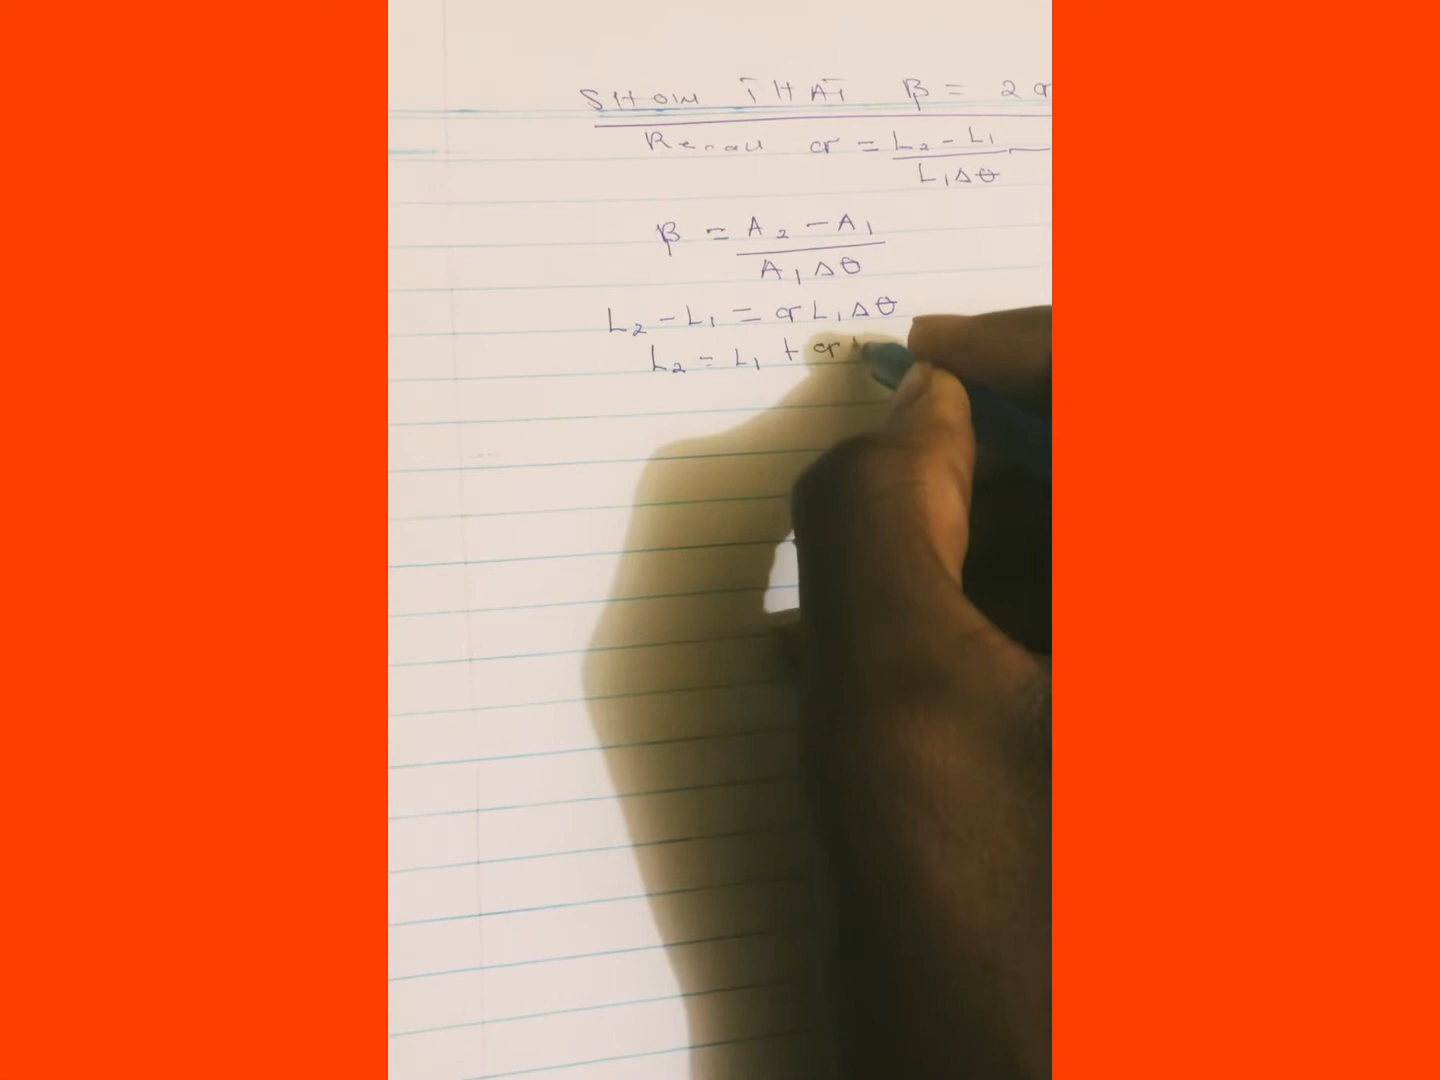 SHOW THAT β = 2α
Recall α = L₂ - L₁ / L₁Δθ
β = A₂ - A₁ / A₁Δθ
L₂ - L₁ = αL₁Δθ
L₂ = L₁ + α